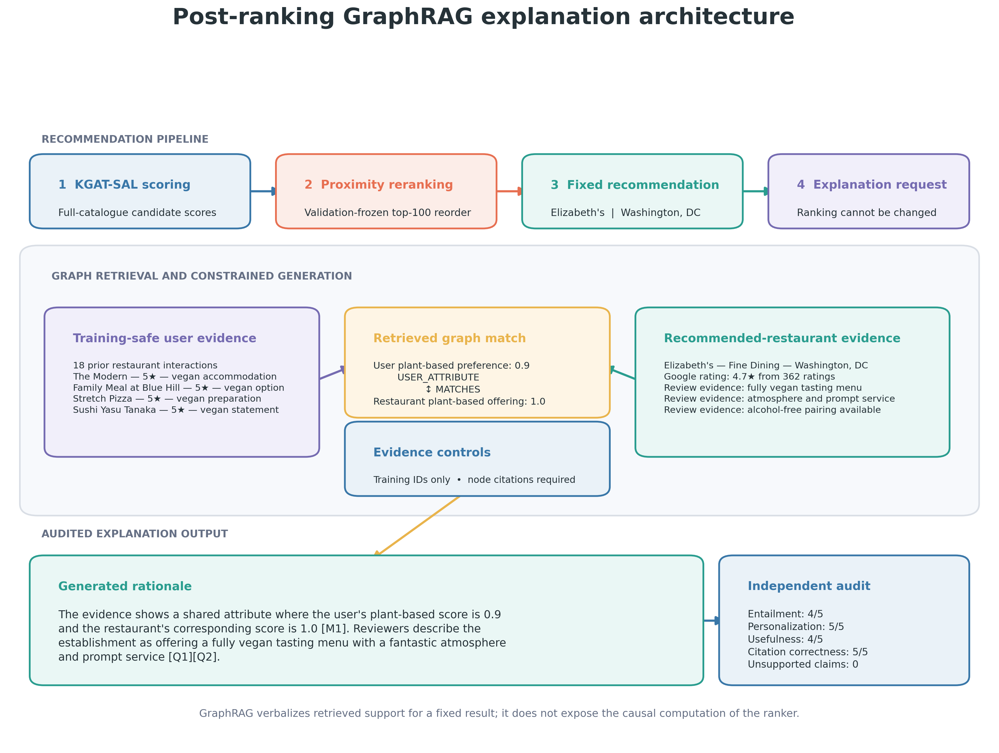 Post-ranking GraphRAG explanation architecture
RECOMMENDATION PIPELINE
1 KGAT-SAL scoring
Full-catalogue candidate scores
2 Proximity reranking
Validation-frozen top-100 reorder
3 Fixed recommendation
Elizabeth's | Washington, DC
4 Explanation request
Ranking cannot be changed
GRAPH RETRIEVAL AND CONSTRAINED GENERATION
Training-safe user evidence
18 prior restaurant interactions
The Modern — 5★ — vegan accommodation
Family Meal at Blue Hill — 5★ — vegan option
Stretch Pizza — 5★ — vegan preparation
Sushi Yasu Tanaka — 5★ — vegan statement
Retrieved graph match
User plant-based preference: 0.9
USER_ATTRIBUTE
↕ MATCHES
Restaurant plant-based offering: 1.0
Recommended-restaurant evidence
Elizabeth's — Fine Dining — Washington, DC
Google rating: 4.7★ from 362 ratings
Review evidence: fully vegan tasting menu
Review evidence: atmosphere and prompt service
Review evidence: alcohol-free pairing available
Evidence controls
Training IDs only • node citations required
AUDITED EXPLANATION OUTPUT
Generated rationale
The evidence shows a shared attribute where the user's plant-based score is 0.9
and the restaurant's corresponding score is 1.0 [M1]. Reviewers describe the
establishment as offering a fully vegan tasting menu with a fantastic atmosphere
and prompt service [Q1][Q2].
Independent audit
Entailment: 4/5
Personalization: 5/5
Usefulness: 4/5
Citation correctness: 5/5
Unsupported claims: 0
GraphRAG verbalizes retrieved support for a fixed result; it does not expose the causal computation of the ranker.